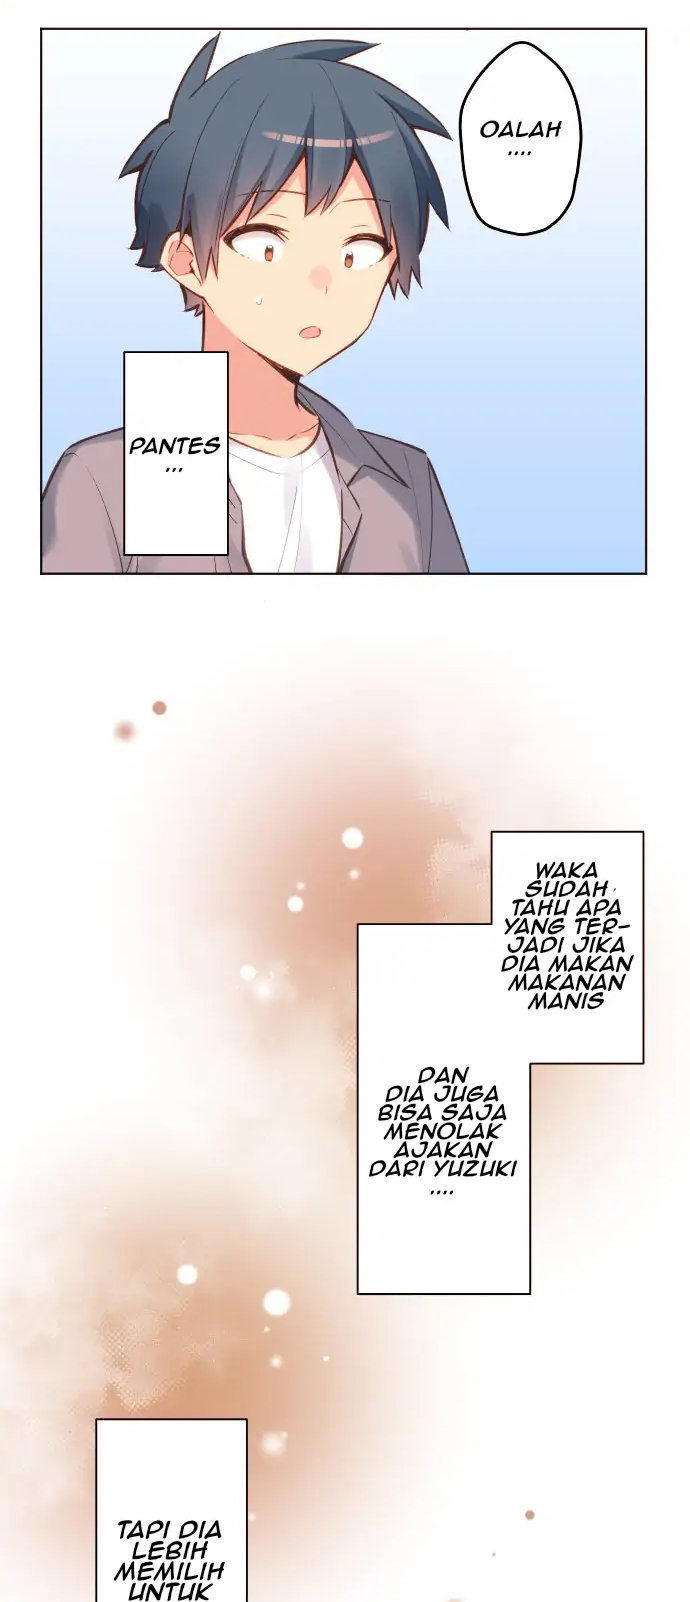 OALAH
....
PANTES
...
WAKA
SUDAH
TAHU APA
YANG TER-
JADI JIKA
DIA MAKAN
MAKANAN
MANIS
DAN
DIA JUGA
BISA SAJA
MENOLAK
AJAKAN
DARI YUZUKI
....
TAPI DIA
LEBIH
MEMILIH
UNTUK